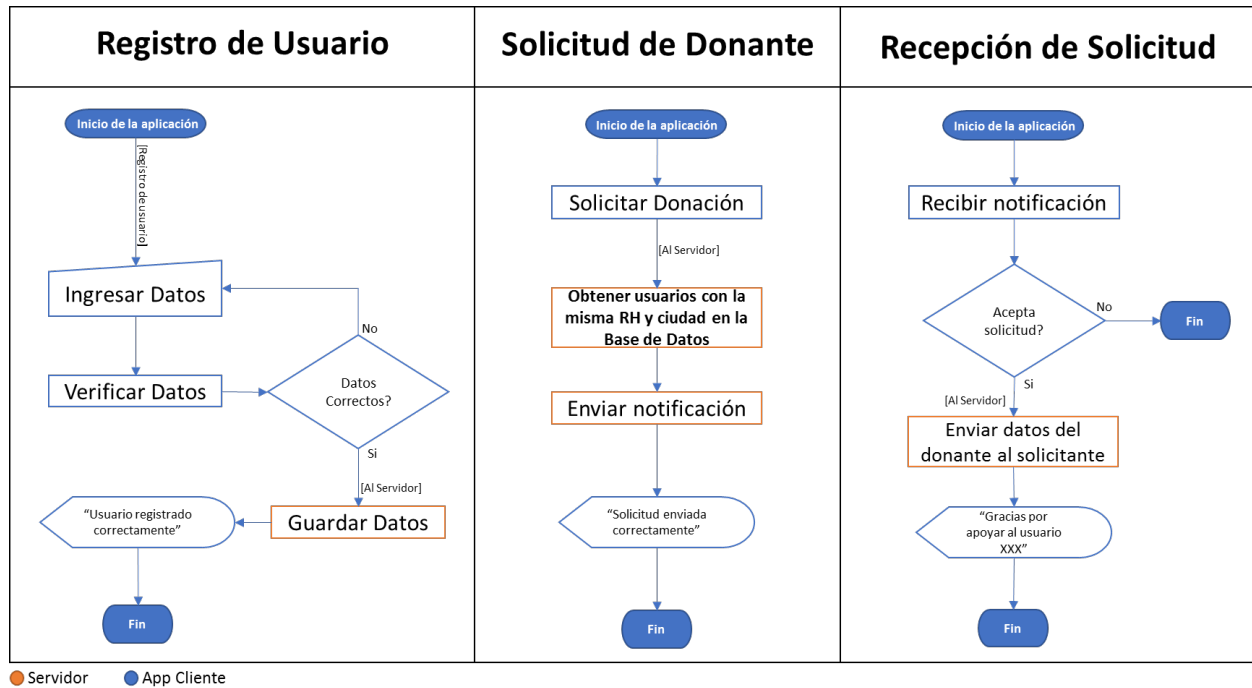 Registro de Usuario
Inicio de la aplicación
[Registro de usuario]
Ingresar Datos
No
Verificar Datos
Datos
Correctos?
Si
[Al Servidor]
Guardar Datos
“Usuario registrado
correctamente”
Fin
Solicitud de Donante
Inicio de la aplicación
Solicitar Donación
[Al Servidor]
Obtener usuarios con la
misma RH y ciudad en la
Base de Datos
Enviar notificación
“Solicitud enviada
correctamente”
Fin
Recepción de Solicitud
Inicio de la aplicación
Recibir notificación
Acepta
solicitud?
No
Fin
Si
[Al Servidor]
Enviar datos del
donante al solicitante
“Gracias por
apoyar al usuario
XXX”
Fin
Servidor
App Cliente